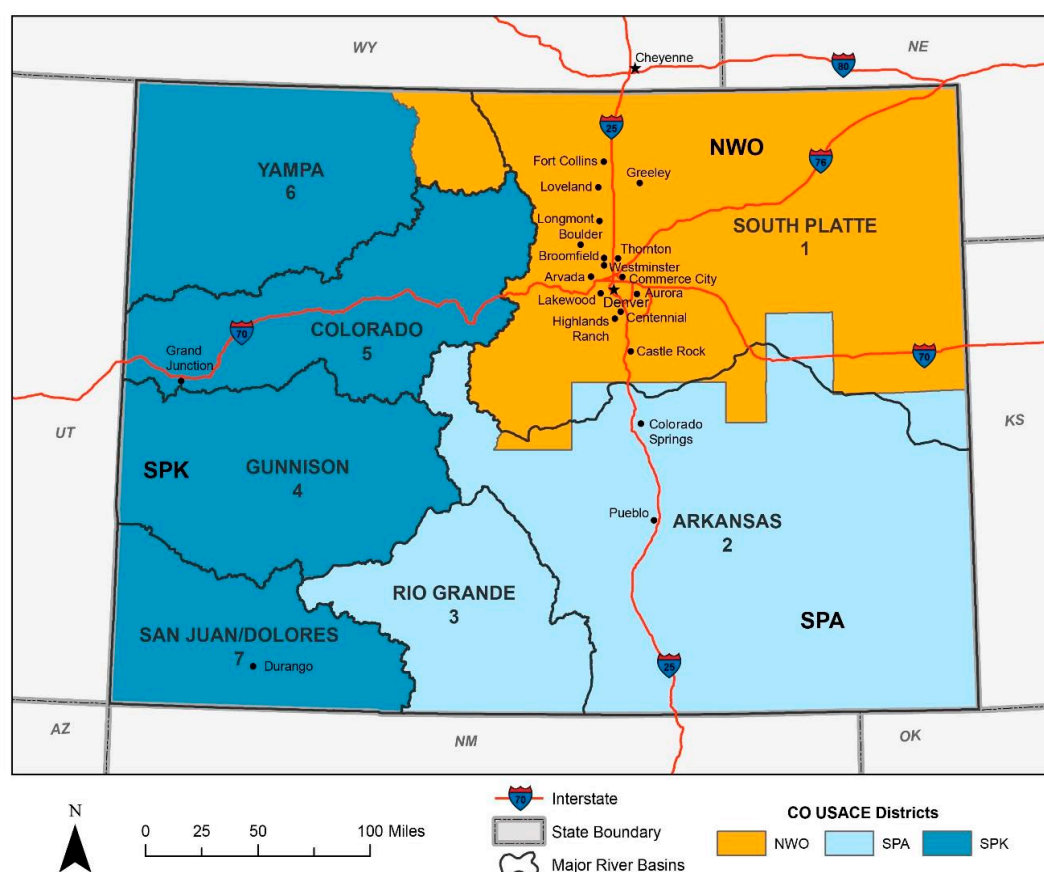 WY
NE
Cheyenne
80
25
NWO
76
Fort Collins
Greeley
Loveland
YAMPA
6
Longmont
Boulder
SOUTH PLATTE
1
Thornton
Broomfield
Westminster
Arvada
Commerce City
Lakewood
Aurora
Denver
Highlands
Ranch
Centennial
Castle Rock
70
COLORADO
5
Grand
Junction
70
UT
KS
Colorado
Springs
SPK
GUNNISON
4
Pueblo
ARKANSAS
2
RIO GRANDE
3
SPA
SAN JUAN/DOLORES
7
Durango
25
AZ
NM
OK
N
0 25 50 100 Miles
70 Interstate
State Boundary
Major River Basins
CO USACE Districts
NWO SPA SPK